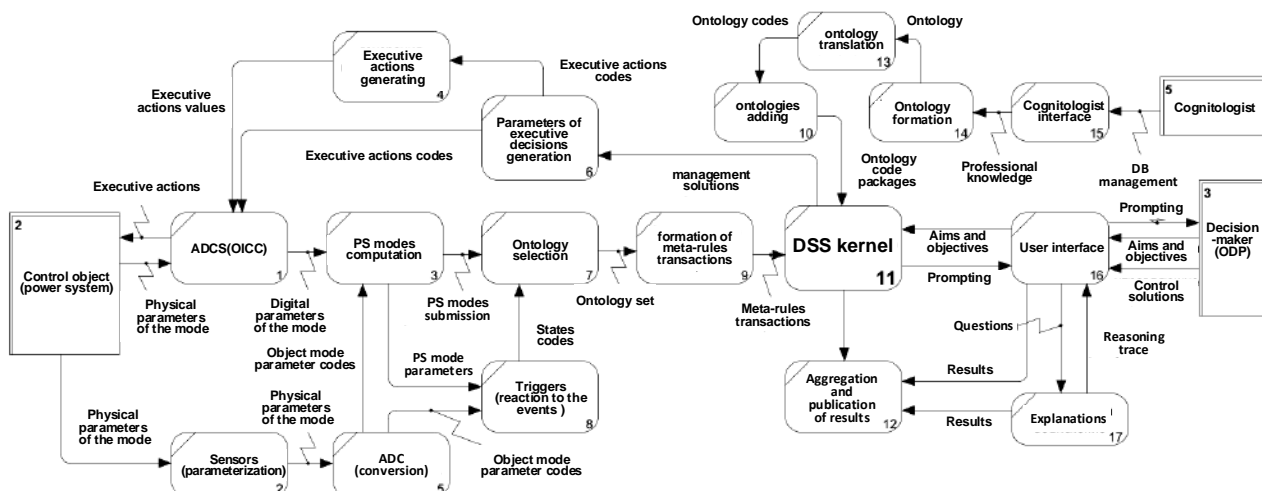 Ontology codes
Ontology
ontology
translation
13
Executive
actions
generating
4
Executive actions
codes
Executive
actions values
ontologies
adding
10
Ontology
formation
14
Cognitologist
interface
15
5
Cognitologist
Parameters of
executive
decisions
generation
6
Executive actions codes
Ontology
code
packages
Professional
knowledge
DB
management
management
solutions
Executive actions
2
Control object
(power system)
ADCS(OICC)
1
PS modes
computation
3
Ontology
selection
7
formation of
meta-rules
transactions
9
DSS kernel
11
Aims and
objectives
Prompting
User interface
16
Prompting
Aims and
objectives
Control
solutions
3
Decision
-maker
(ODP)
Physical
parameters
of the mode
Digital
parameters
of the mode
PS modes
submission
Ontology set
Meta-rules
transactions
Questions
Reasoning
trace
Object mode
parameter codes
States
codes
PS mode
parameters
Triggers
(reaction to the
events )
8
Aggregation
and
publication
of results
12
Results
Results
Explanations
17
Physical
parameters
of the mode
Physical
parameters
of the mode
Sensors
(parameterization)
2
ADC
(conversion)
5
Object mode
parameter codes